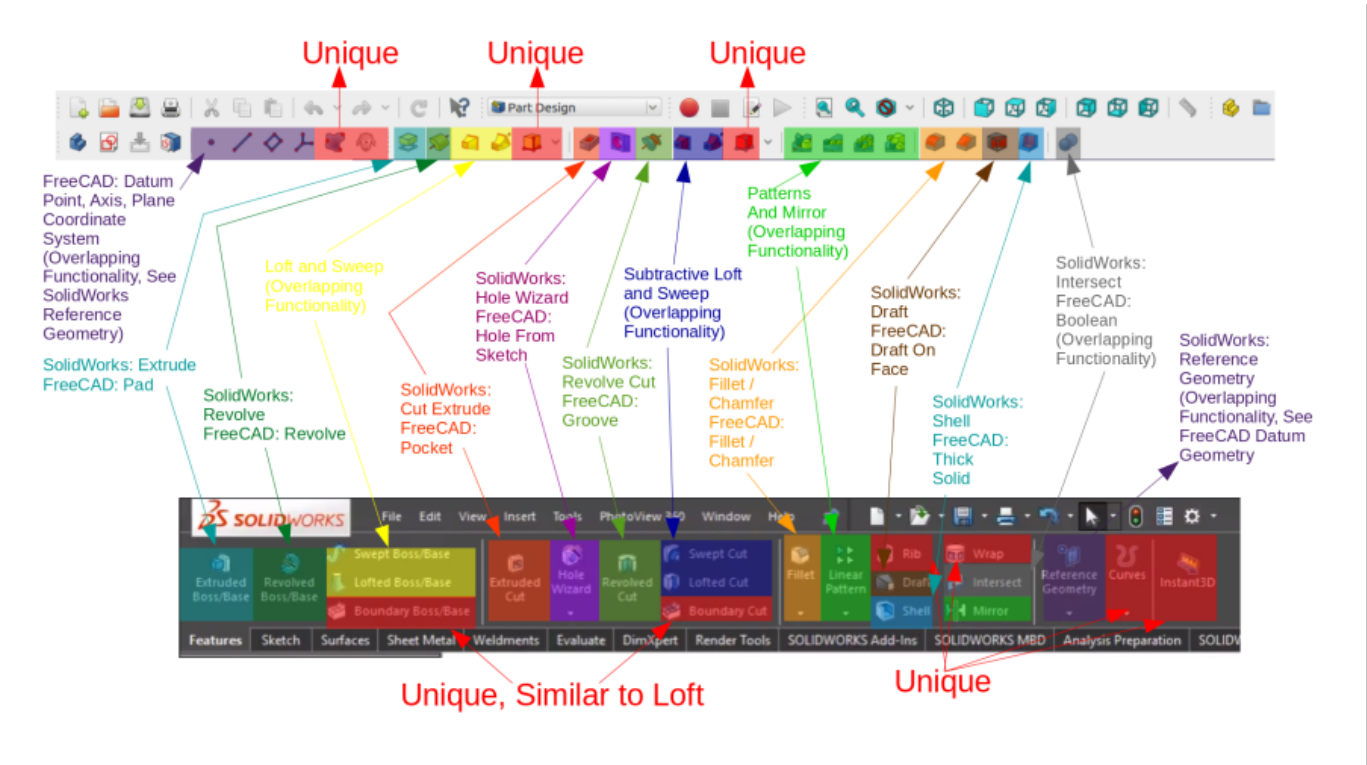 Unique
Unique
Unique
Part Design
FreeCAD: Datum
Point, Axis, Plane
Coordinate
System
(Overlapping
Functionality, See
SolidWorks
Reference
Geometry)
SolidWorks: Extrude
FreeCAD: Pad
SolidWorks:
Revolve
FreeCAD: Revolve
Loft and Sweep
(Overlapping
Functionality)
SolidWorks:
Cut Extrude
FreeCAD:
Pocket
SolidWorks:
Hole Wizard
FreeCAD:
Hole From
Sketch
SolidWorks:
Revolve Cut
FreeCAD:
Groove
Subtractive Loft
and Sweep
(Overlapping
Functionality)
Patterns
And Mirror
(Overlapping
Functionality)
SolidWorks:
Fillet /
Chamfer
FreeCAD:
Fillet /
Chamfer
SolidWorks:
Draft
FreeCAD:
Draft On
Face
SolidWorks:
Shell
FreeCAD:
Thick
Solid
SolidWorks:
Intersect
FreeCAD:
Boolean
(Overlapping
Functionality)
SolidWorks:
Reference
Geometry
(Overlapping
Functionality, See
FreeCAD Datum
Geometry
SOLIDWORKS File Edit View Insert Tools PhotoView 360 Window Help
Extruded
Boss/Base
Revolved
Boss/Base
Swept Boss/Base
Lofted Boss/Base
Boundary Boss/Base
Extruded
Cut
Hole
Wizard
Revolved
Cut
Swept Cut
Lofted Cut
Boundary Cut
Fillet
Linear
Pattern
Rib
Draft
Shell
Wrap
Intersect
Mirror
Reference
Geometry
Curves
Instant3D
Features Sketch Surfaces Sheet Metal Weldments Evaluate DimXpert Render Tools SOLIDWORKS Add-Ins SOLIDWORKS MBD Analysis Preparation SOLIDW
Unique, Similar to Loft
Unique